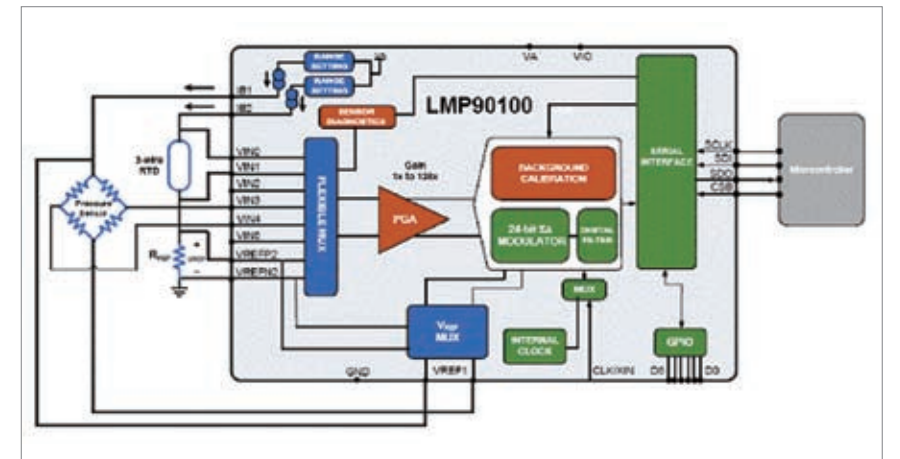 VA
VIO
IB1
IB2
RANGE
SETTING
RANGE
SETTING
SENSOR
DIAGNOSTICS
LMP90100
3-wire
RTD
Pressure
Sensor
VIN0
VIN1
VIN2
VIN3
VIN4
VIN5
VREFP2
VREFN2
+
−
FLEXIBLE MUX
Gain
1x to 128x
PGA
BACKGROUND
CALIBRATION
24-bit ΣΔ
MODULATOR
DIGITAL
FILTER
SERIAL
INTERFACE
SCLK
SDI
SDO
CSB
Microcontroller
RREF
VREF
MUX
MUX
INTERNAL
CLOCK
GPIO
GND
VREF1
CLK/XIN
D6
D0